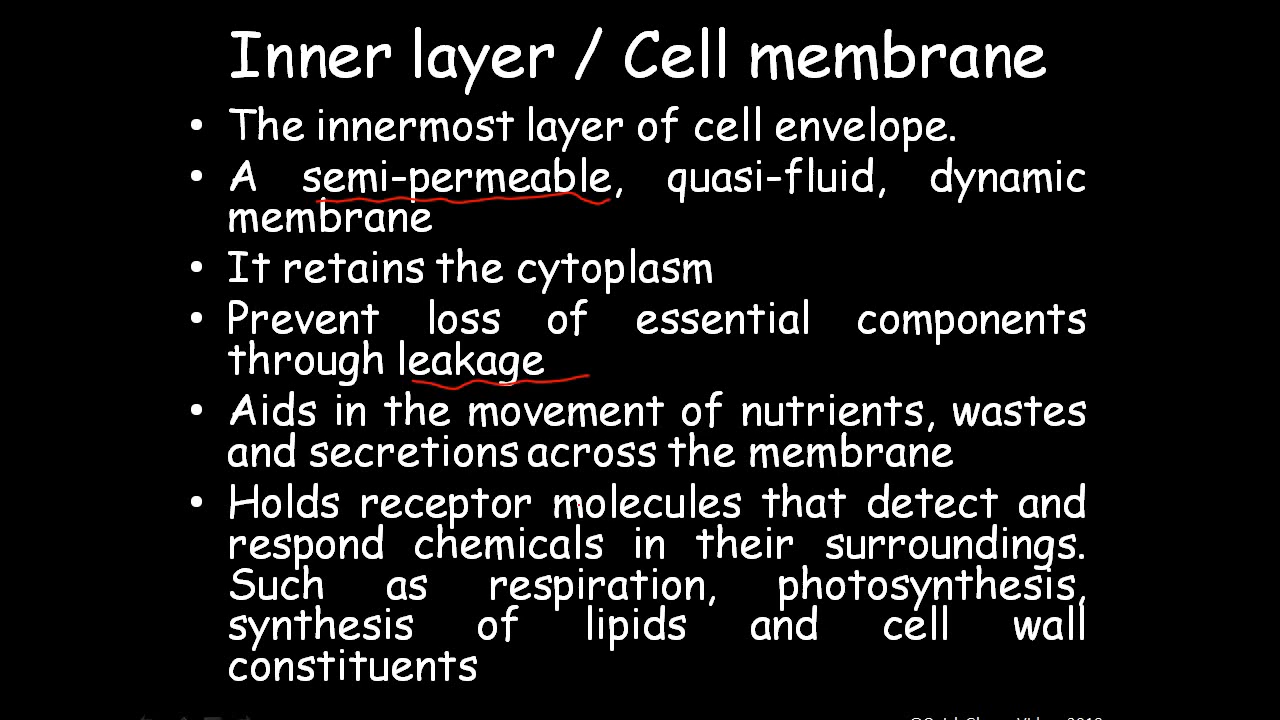 Inner layer / Cell membrane
• The innermost layer of cell envelope.
• A semi-permeable, quasi-fluid, dynamic
membrane
• It retains the cytoplasm
• Prevent loss of essential components
through leakage
• Aids in the movement of nutrients, wastes
and secretions across the membrane
• Holds receptor molecules that detect and
respond chemicals in their surroundings.
Such as respiration, photosynthesis,
synthesis of lipids and cell wall
constituents